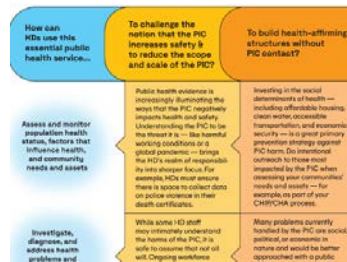 How can
HDs use this
essential public
health service...
To challenge the
notion that the PIC
increases safety &
to reduce the scope
and scale of the PIC?
To build health-affirming
structures without
PIC contact?
Assess and monitor
population health
status, factors that
influence health,
and community
needs and assets
Public health evidence is
increasingly illuminating the
ways that the PIC negatively
impacts health and safety.
Understanding the PIC to be
the threat it is — like harmful
working conditions or a
global pandemic — brings
the HD's realm of responsibil-
ity into sharper focus. For
example, HDs must ensure
there is space to collect data
on police violence in their
death certificates.
Investing in the social
determinants of health —
including affordable housing,
clean water, accessible
transportation, and economic
security — is a great primary
prevention strategy against
PIC harm. Do intentional
outreach to those most
impacted by the PIC when
assessing your communities'
needs and assets — for
example, as part of your
CHIP/CHA process.
Investigate,
diagnose, and
address health
problems and
While some HD staff
may intimately understand
the harms of the PIC, it is
safe to assume that not all
will. Ongoing workforce
Many problems currently
handled by the PIC are social,
political, or economic in
nature and would be better
approached with a public